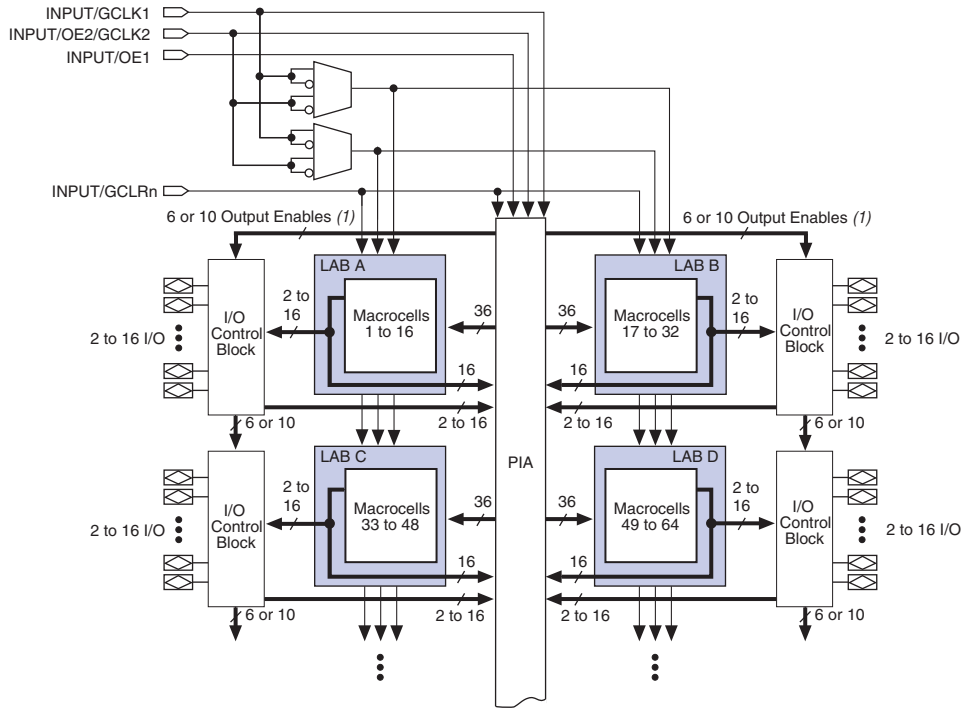 INPUT/GCLK1
INPUT/OE2/GCLK2
INPUT/OE1
INPUT/GCLRn
6 or 10 Output Enables (1)
6 or 10 Output Enables (1)
LAB A
LAB B
2 to
16
Macrocells
1 to 16
36
36
Macrocells
17 to 32
2 to
16
I/O
Control
Block
I/O
Control
Block
2 to 16 I/O
2 to 16 I/O
16
16
2 to 16
2 to 16
6 or 10
6 or 10
LAB C
PIA
LAB D
2 to
16
Macrocells
33 to 48
36
36
Macrocells
49 to 64
2 to
16
I/O
Control
Block
I/O
Control
Block
2 to 16 I/O
2 to 16 I/O
16
16
2 to 16
2 to 16
6 or 10
6 or 10